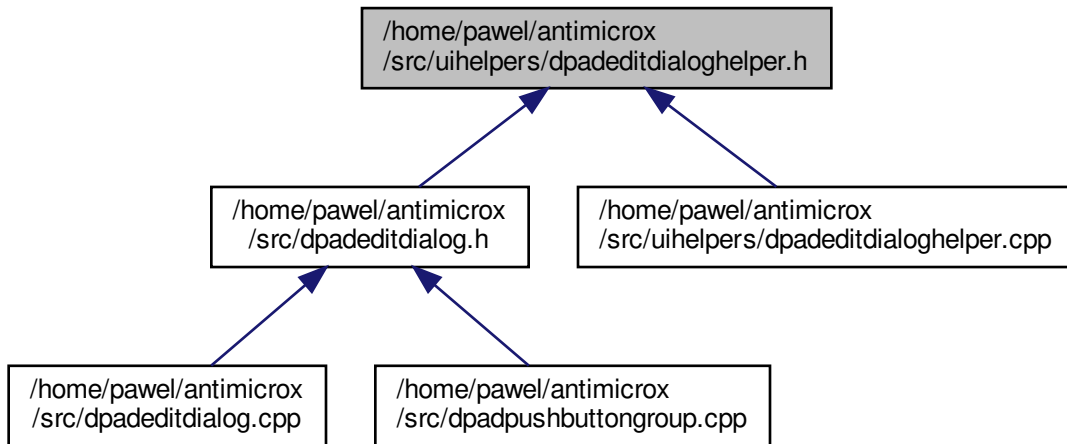 /home/pawel/antimicrox
/src/uihelpers/dpadeditdialoghelper.h
/home/pawel/antimicrox
/src/dpadeditdialog.h
/home/pawel/antimicrox
/src/uihelpers/dpadeditdialoghelper.cpp
/home/pawel/antimicrox
/src/dpadeditdialog.cpp
/home/pawel/antimicrox
/src/dpadpushbuttongroup.cpp